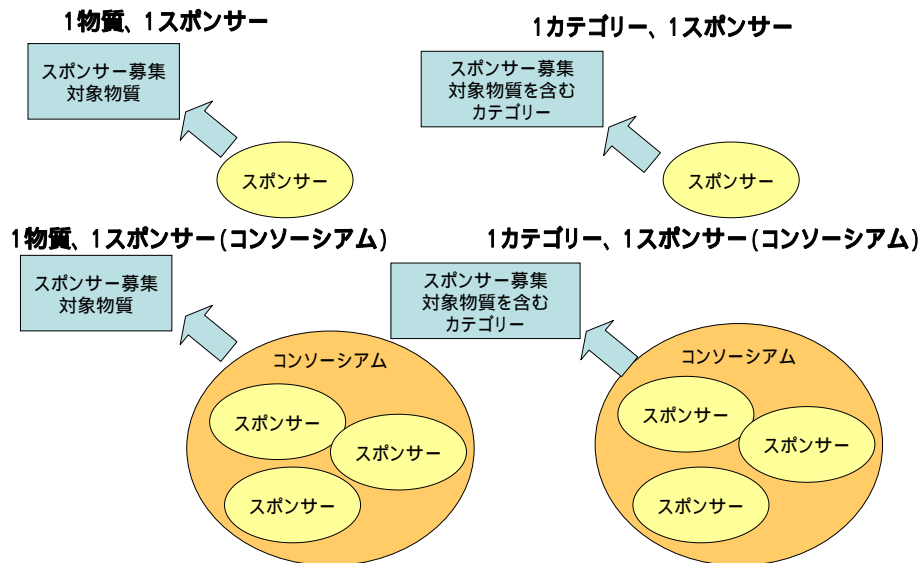 1物質、1スポンサー
スポンサー募集
対象物質
スポンサー
1カテゴリー、1スポンサー
スポンサー募集
対象物質を含む
カテゴリー
スポンサー
1物質、1スポンサー(コンソーシアム)
スポンサー募集
対象物質
コンソーシアム
スポンサー
スポンサー
スポンサー
1カテゴリー、1スポンサー(コンソーシアム)
スポンサー募集
対象物質を含む
カテゴリー
コンソーシアム
スポンサー
スポンサー
スポンサー